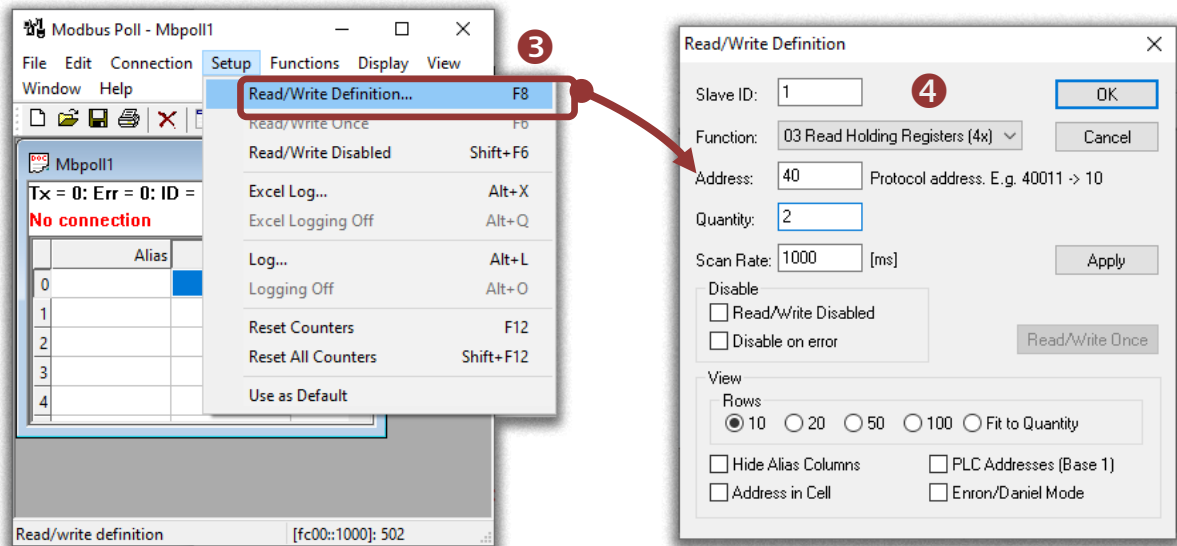 Modbus Poll - Mbpoll1
File Edit Connection Setup Functions Display View
Window Help
❸
Read/Write Definition... F8
Read/Write Once F6
Read/Write Disabled Shift+F6
Excel Log... Alt+X
Excel Logging Off Alt+Q
Log... Alt+L
Logging Off Alt+O
Reset Counters F12
Reset All Counters Shift+F12
Use as Default
DOC Mbpoll1
Tx = 0: Err = 0: ID =
No connection
Alias
0
1
2
3
4
Read/write definition [fc00::1000]: 502
Read/Write Definition
Slave ID: 1 ❹ OK
Function: 03 Read Holding Registers (4x) Cancel
Address: 40 Protocol address. E.g. 40011 -> 10
Quantity: 2
Scan Rate: 1000 [ms] Apply
Disable
Read/Write Disabled
Disable on error Read/Write Once
View
Rows
10 20 50 100 Fit to Quantity
Hide Alias Columns PLC Addresses (Base 1)
Address in Cell Enron/Daniel Mode